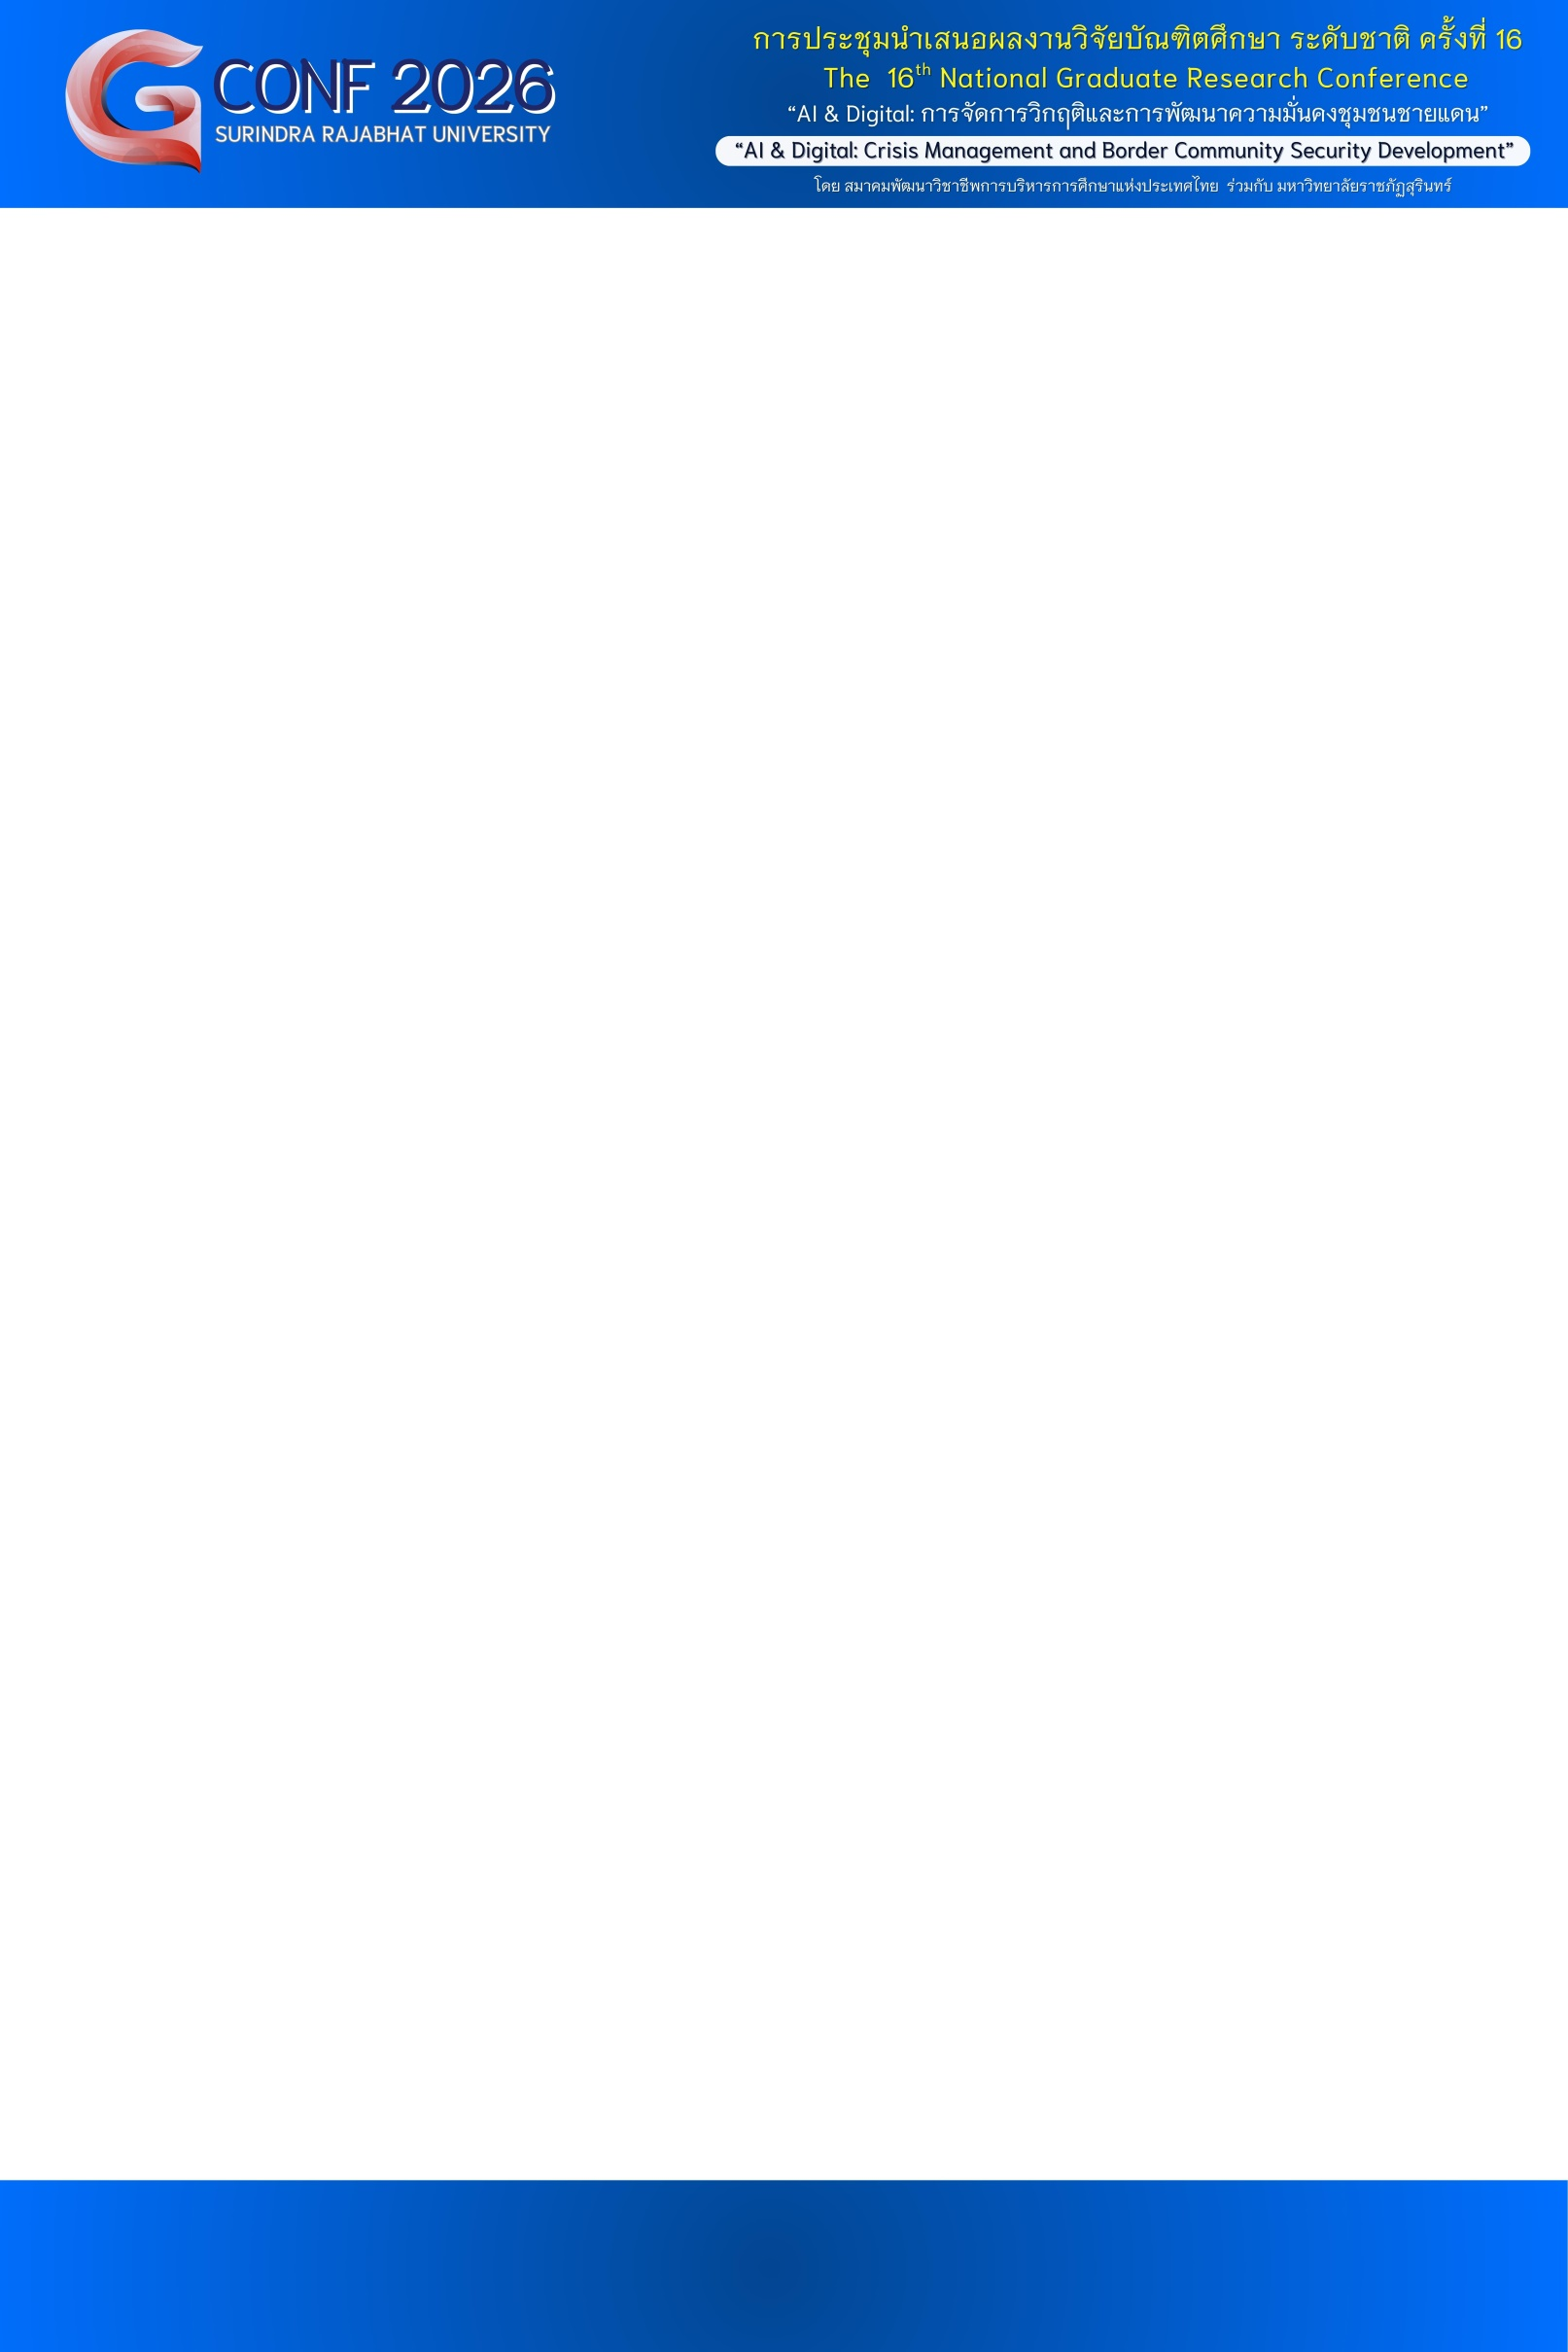 CONF 2026
SURINDRA RAJABHAT UNIVERSITY
การประชุมนำเสนอผลงานวิจัยบัณฑิตศึกษา ระดับชาติ ครั้งที่ 16
The 16th National Graduate Research Conference
“AI & Digital: การจัดการวิกฤติและการพัฒนาความมั่นคงชุมชนชายแดน”
“AI & Digital: Crisis Management and Border Community Security Development”
โดย สมาคมพัฒนาวิชาชีพการบริหารการศึกษาแห่งประเทศไทย ร่วมกับ มหาวิทยาลัยราชภัฏสุรินทร์